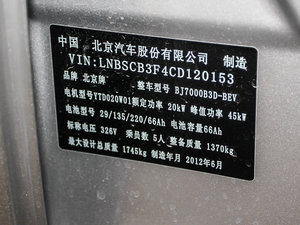 中国 北京汽车股份有限公司 制造
VIN:LNBSCB3F4CD120153
品牌 北京牌 整车型号 BJ7000B3D-BEV
电机型号YTD020W01额定功率 20kW 峰值功率 45kW
电池型号 29/135/220/66Ah 电池容量66Ah
标称电压 326V 乘员数 5人 整备质量 1370kg
最大设计总质量 1745kg 制造年月 2012年6月